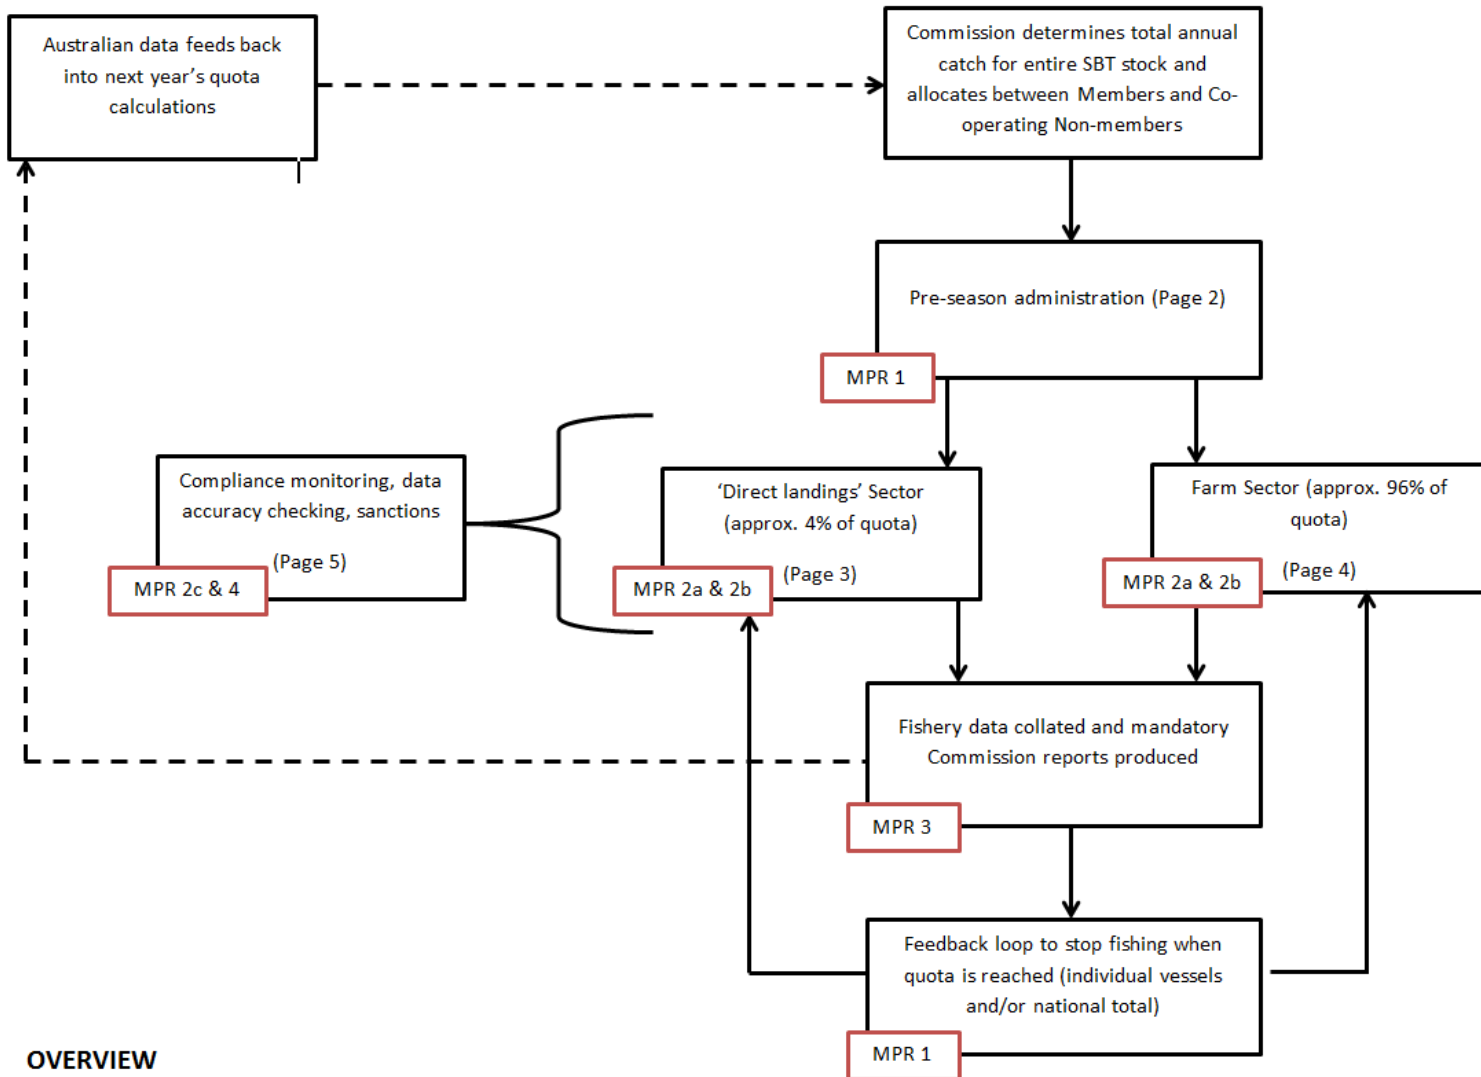 Australian data feeds back
into next year's quota
calculations
Commission determines total annual
catch for entire SBT stock and
allocates between Members and Co-
operating Non-members
Pre-season administration (Page 2)
MPR 1
Compliance monitoring, data
accuracy checking, sanctions
(Page 5)
MPR 2c & 4
'Direct landings' Sector
(approx. 4% of quota)
(Page 3)
MPR 2a & 2b
Farm Sector (approx. 96% of
quota)
(Page 4)
MPR 2a & 2b
Fishery data collated and mandatory
Commission reports produced
MPR 3
Feedback loop to stop fishing when
quota is reached (individual vessels
and/or national total)
MPR 1
OVERVIEW